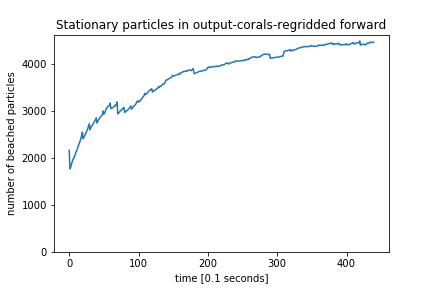 Stationary particles in output-corals-regridded forward
number of beached particles
4000
3000
2000
1000
0
0 100 200 300 400
time [0.1 seconds]